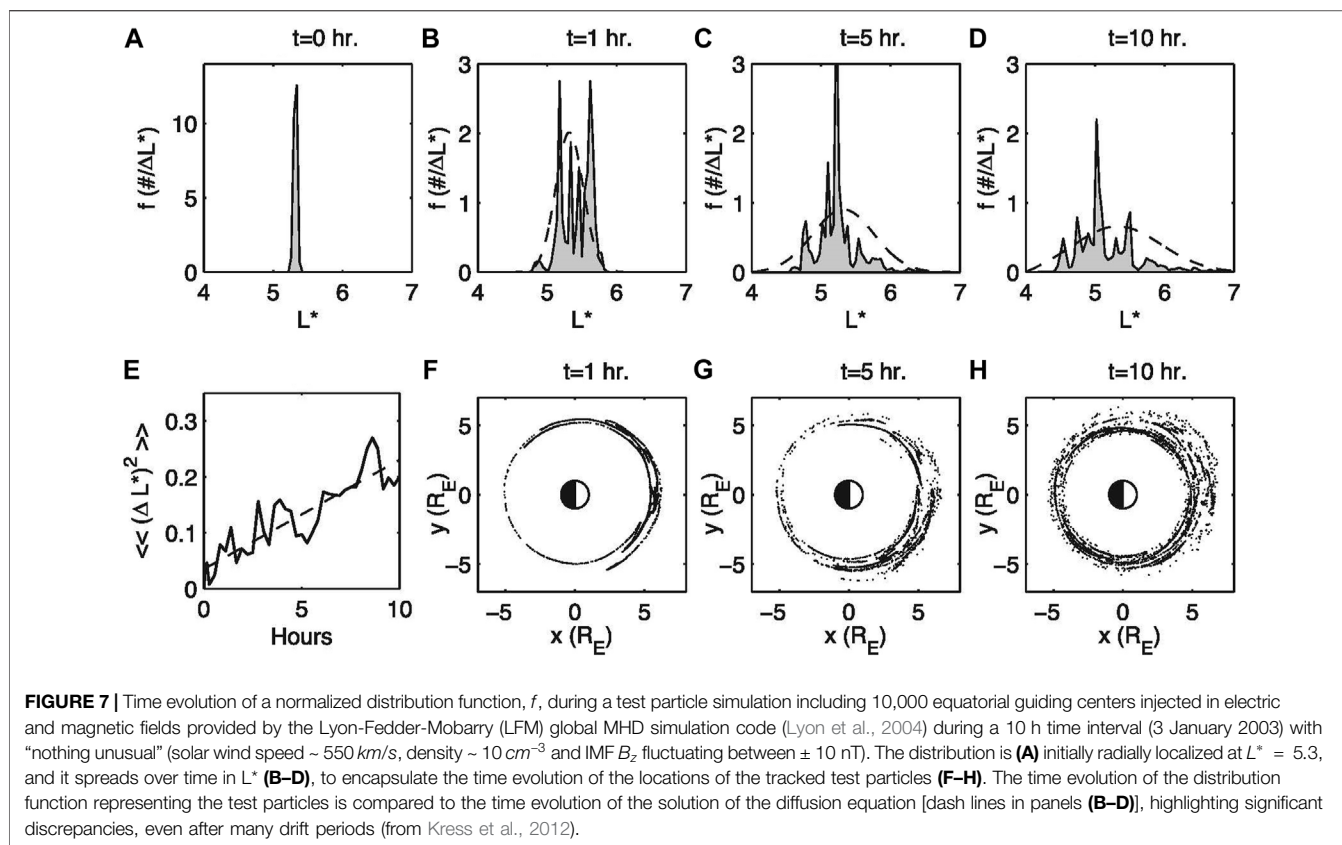 A t=0 hr. B t=1 hr. C t=5 hr. D t=10 hr.
f (#/ΔL*)
10
5
0
4 5 6 7
L*
f (#/ΔL*)
3
2
1
0
4 5 6 7
L*
f (#/ΔL*)
3
2
1
0
4 5 6 7
L*
f (#/ΔL*)
3
2
1
0
4 5 6 7
L*
E F t=1 hr. G t=5 hr. H t=10 hr.
<< (Δ L*)² >>
0.3
0.2
0.1
0
0 5 10
Hours
y (R_E)
5
0
−5
−5 0 5
x (R_E)
y (R_E)
5
0
−5
−5 0 5
x (R_E)
y (R_E)
5
0
−5
−5 0 5
x (R_E)
FIGURE 7 | Time evolution of a normalized distribution function, f, during a test particle simulation including 10,000 equatorial guiding centers injected in electric
and magnetic fields provided by the Lyon-Fedder-Mobarry (LFM) global MHD simulation code (Lyon et al., 2004) during a 10 h time interval (3 January 2003) with
“nothing unusual” (solar wind speed ~ 550 km/s, density ~ 10 cm⁻³ and IMF B_z fluctuating between ± 10 nT). The distribution is (A) initially radially localized at L* = 5.3,
and it spreads over time in L* (B–D), to encapsulate the time evolution of the locations of the tracked test particles (F–H). The time evolution of the distribution
function representing the test particles is compared to the time evolution of the solution of the diffusion equation [dash lines in panels (B–D)], highlighting significant
discrepancies, even after many drift periods (from Kress et al., 2012).